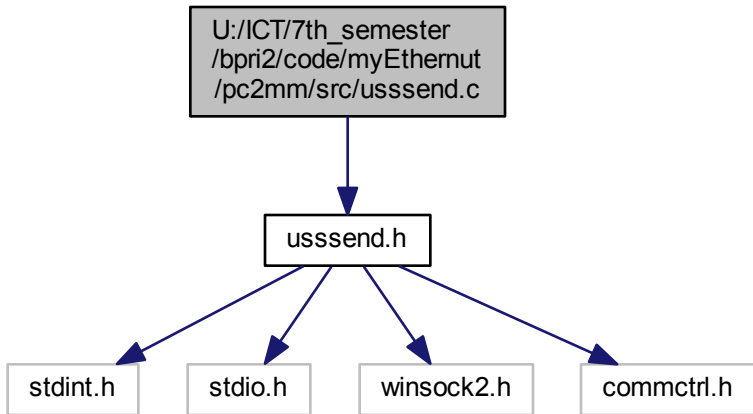 U:/ICT/7th_semester
/bpri2/code/myEthernut
/pc2mm/src/usssend.c
usssend.h
stdint.h
stdio.h
winsock2.h
commctrl.h